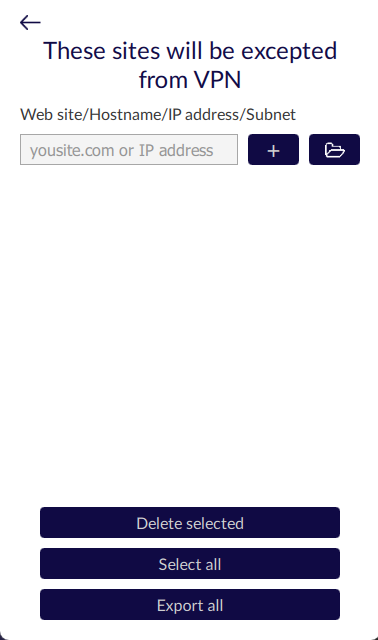 These sites will be excepted
from VPN
Web site/Hostname/IP address/Subnet
yousite.com or IP address
+
Delete selected
Select all
Export all